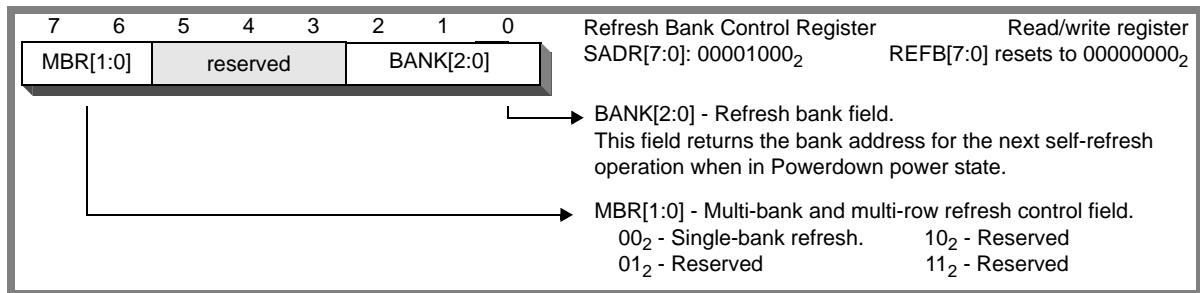 7 6 5 4 3 2 1 0
MBR[1:0] reserved BANK[2:0]
Refresh Bank Control Register Read/write register
SADR[7:0]: 00001000₂ REFB[7:0] resets to 00000000₂
BANK[2:0] - Refresh bank field.
This field returns the bank address for the next self-refresh
operation when in Powerdown power state.
MBR[1:0] - Multi-bank and multi-row refresh control field.
00₂ - Single-bank refresh. 10₂ - Reserved
01₂ - Reserved 11₂ - Reserved